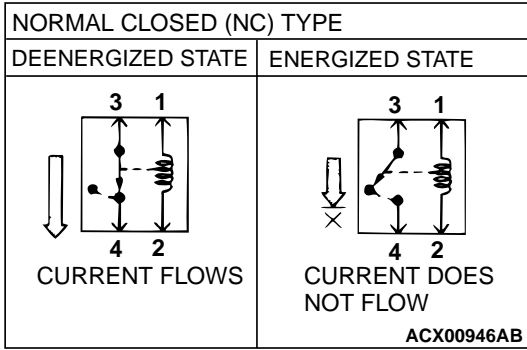 NORMAL CLOSED (NC) TYPE
DEENERGIZED STATE
ENERGIZED STATE
3 1
4 2
CURRENT FLOWS
3 1
4 2
CURRENT DOES
NOT FLOW
ACX00946AB